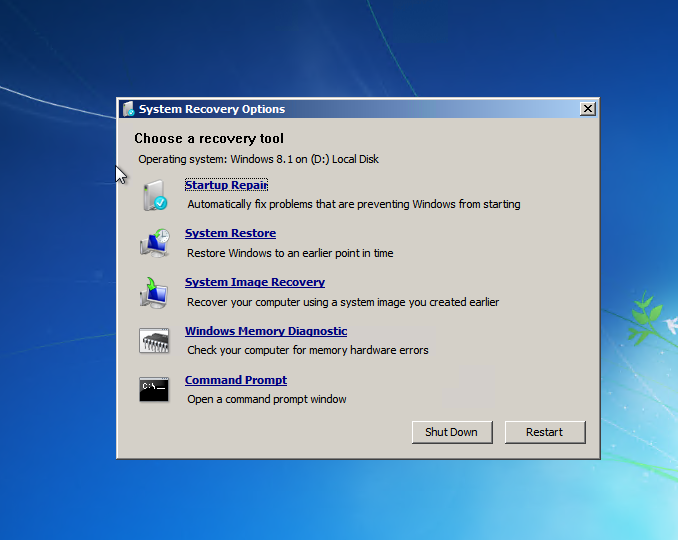 System Recovery Options
Choose a recovery tool
Operating system: Windows 8.1 on (D:) Local Disk
Startup Repair
Automatically fix problems that are preventing Windows from starting
System Restore
Restore Windows to an earlier point in time
System Image Recovery
Recover your computer using a system image you created earlier
Windows Memory Diagnostic
Check your computer for memory hardware errors
C:\_
Command Prompt
Open a command prompt window
Shut Down
Restart